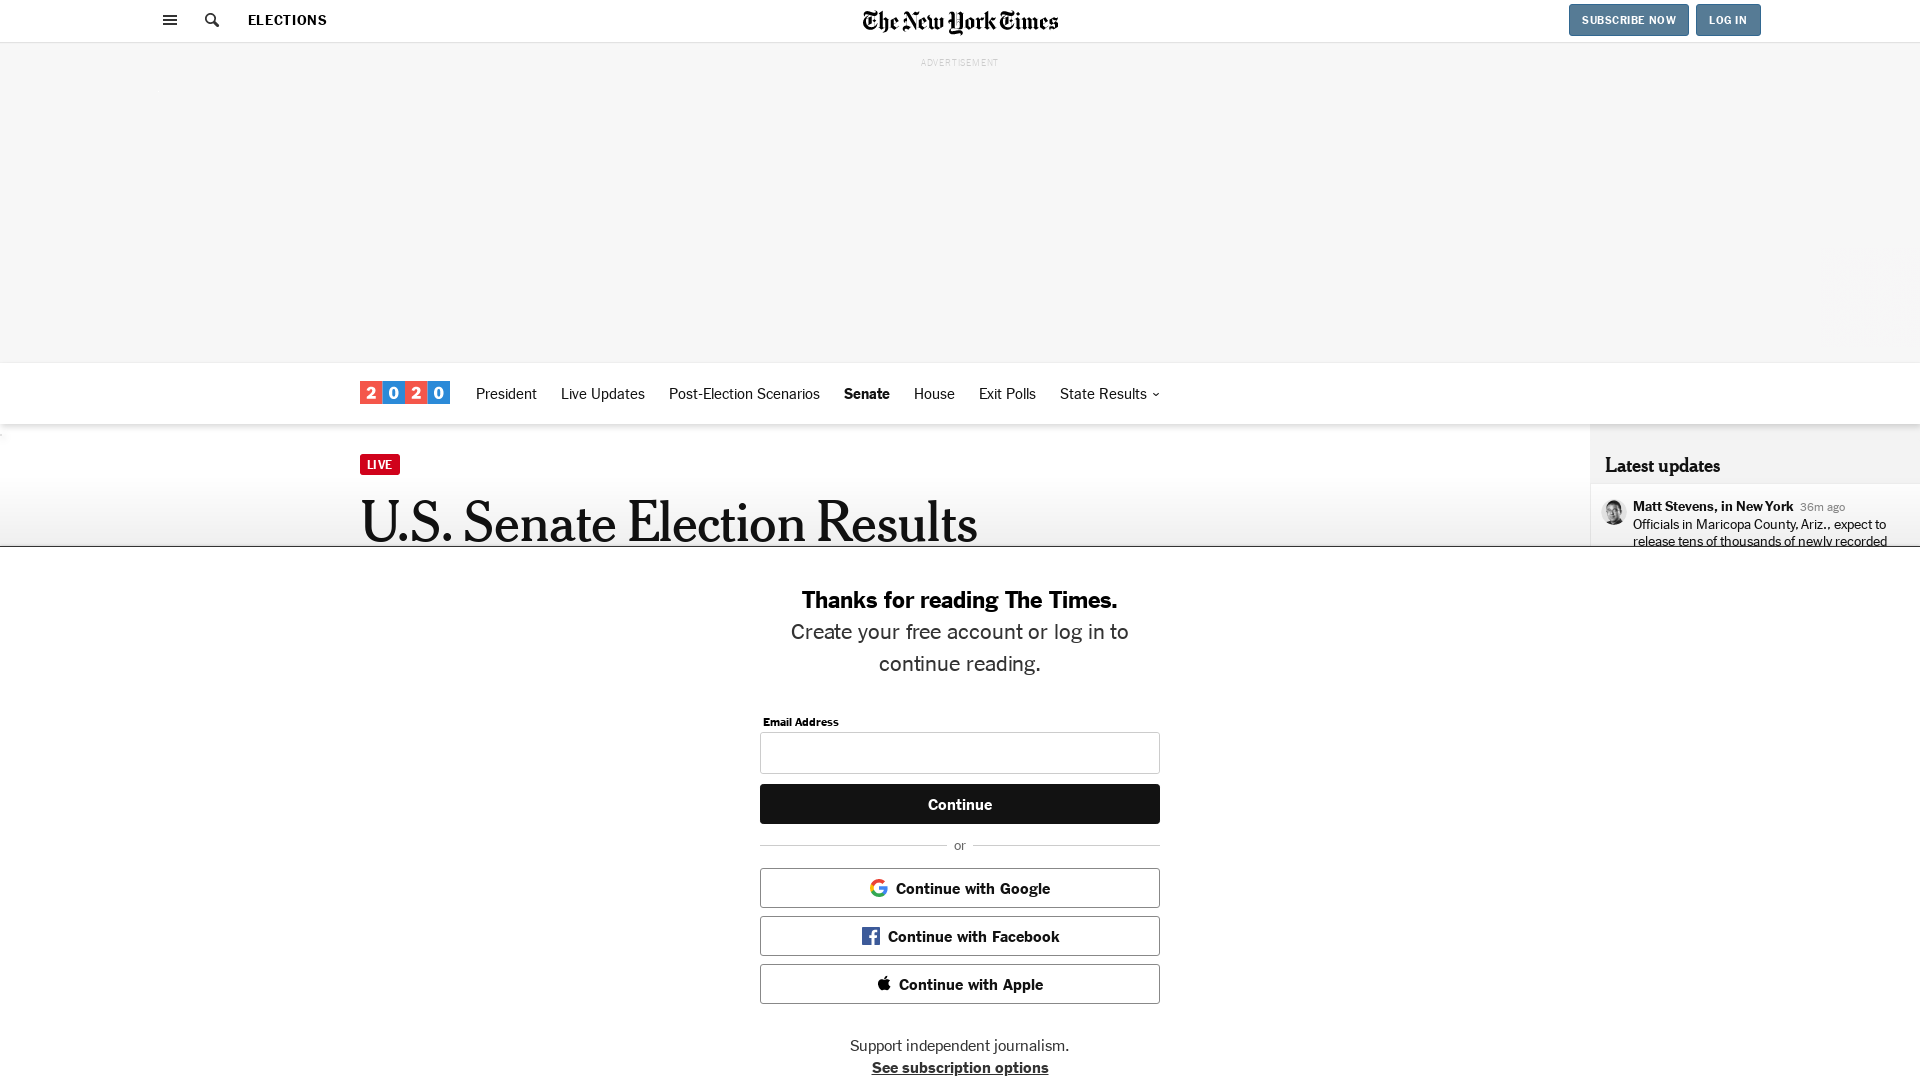 ELECTIONS
The New York Times
SUBSCRIBE NOW
LOG IN
ADVERTISEMENT
2020
President
Live Updates
Post-Election Scenarios
Senate
House
Exit Polls
State Results
LIVE
U.S. Senate Election Results
Latest updates
Matt Stevens, in New York 36m ago
Officials in Maricopa County, Ariz., expect to
release tens of thousands of newly recorded
Thanks for reading The Times.
Create your free account or log in to
continue reading.
Email Address
Continue
or
Continue with Google
Continue with Facebook
Continue with Apple
Support independent journalism.
See subscription options